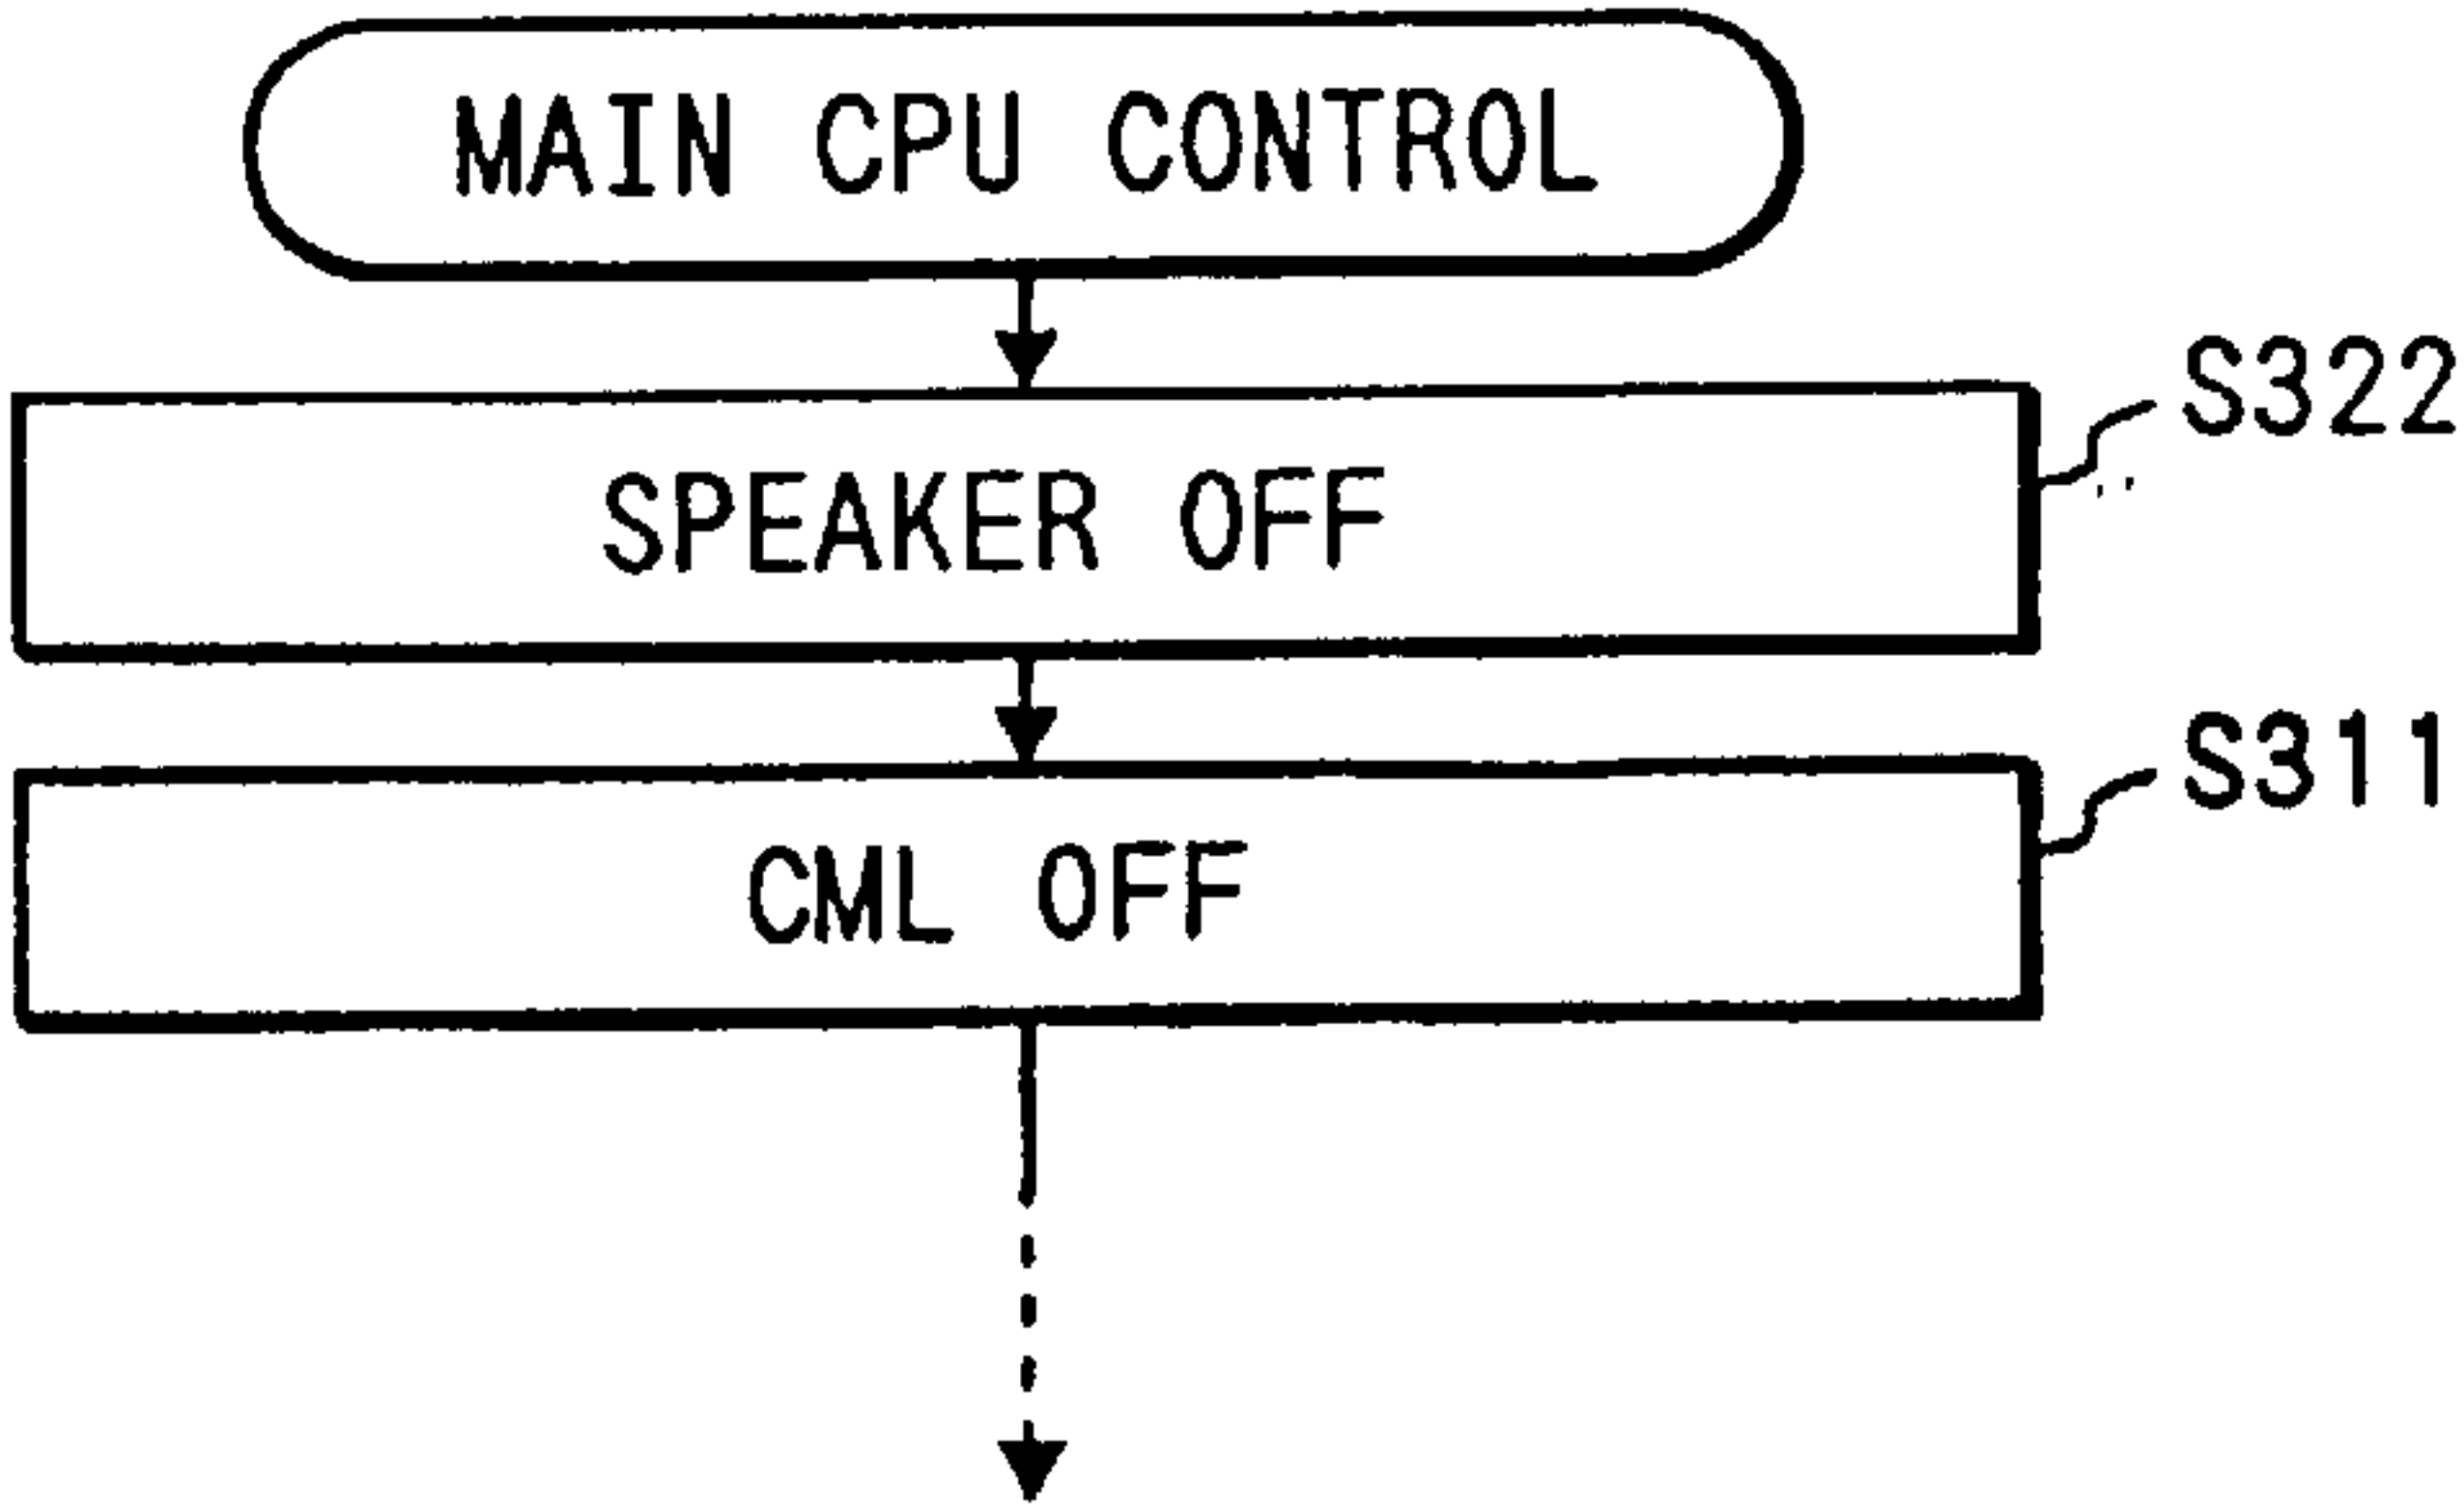 MAIN CPU CONTROL
S322
SPEAKER OFF
S311
CML OFF